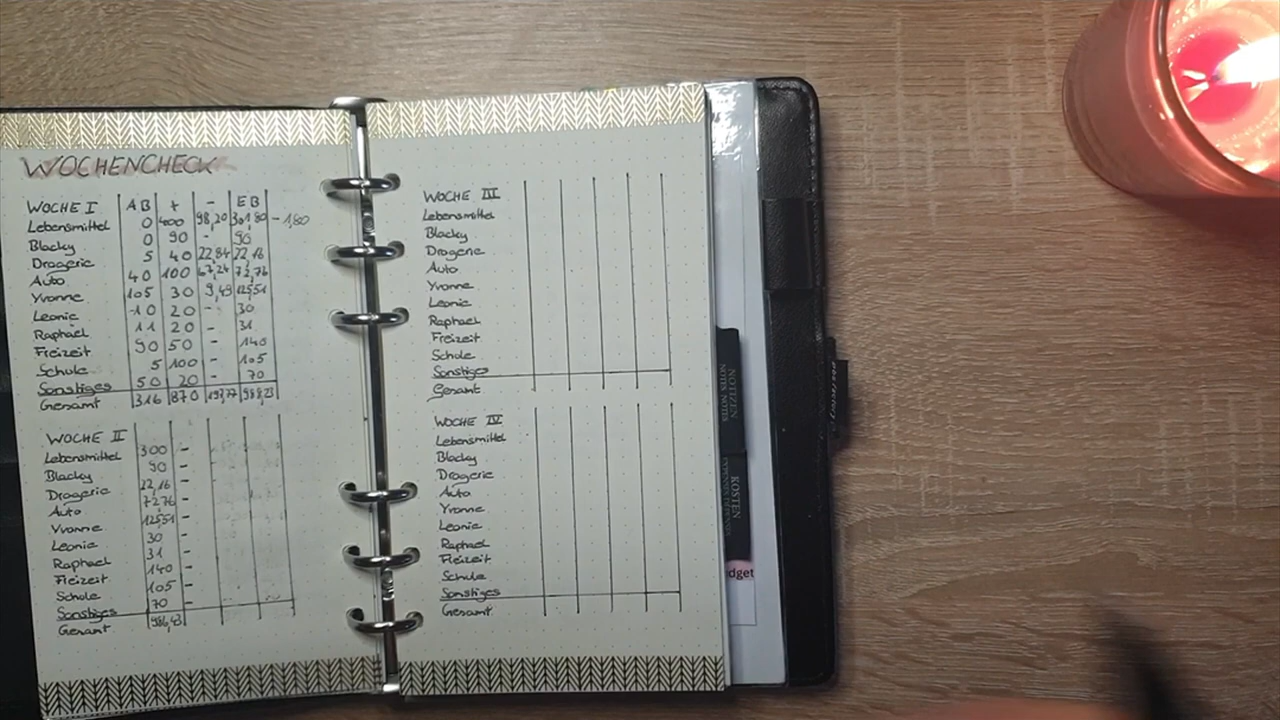 WOCHENCHECK
WOCHE I AB + - EB
Lebensmittel 0 400 98,20 301,80 - 1,80
Blacky 0 90 - 90
Drogerie 5 40 22,84 22,16
Auto 40 100 67,24 72,76
Yvonne 105 30 9,49 125,51
Leonie 10 20 - 30
Raphael 11 20 - 31
Freizeit 90 50 - 140
Schule 5 100 - 105
Sonstiges 50 20 - 70
Gesamt 316 870 197,77 988,23
WOCHE II
Lebensmittel 300 -
Blacky 90 -
Drogerie 22,16 -
Auto 72,76 -
Yvonne 125,51 -
Leonie 30 -
Raphael 31 -
Freizeit 140 -
Schule 105 -
Sonstiges 70 -
Gesamt 986,43
WOCHE III
Lebensmittel
Blacky
Drogerie
Auto
Yvonne
Leonie
Raphael
Freizeit
Schule
Sonstiges
Gesamt
WOCHE IV
Lebensmittel
Blacky
Drogerie
Auto
Yvonne
Leonie
Raphael
Freizeit
Schule
Sonstiges
Gesamt
NOTIZEN
NOTES NOTES
KOSTEN
dget